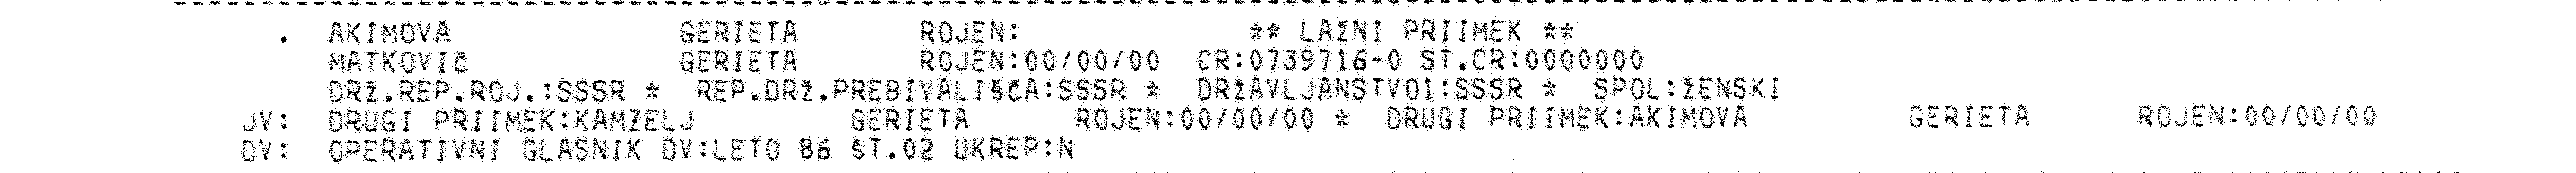 . AKIMOVA GERIETA ROJEN: ** LAŽNI PRIIMEK **
MATKOVIČ GERIETA ROJEN:00/00/00 CR:0739716-0 ST.CR:0000000
DRŽ.REP.ROJ.:SSSR * REP.DRŽ.PREBIVALIŠČA:SSSR * DRŽAVLJANSTVO1:SSSR * SPOL:ŽENSKI
JV: DRUGI PRIIMEK:KAMZELJ GERIETA ROJEN:00/00/00 * DRUGI PRIIMEK:AKIMOVA GERIETA ROJEN:00/00/00
DV: OPERATIVNI GLASNIK DV:LETO 86 ŠT.02 UKREP:N